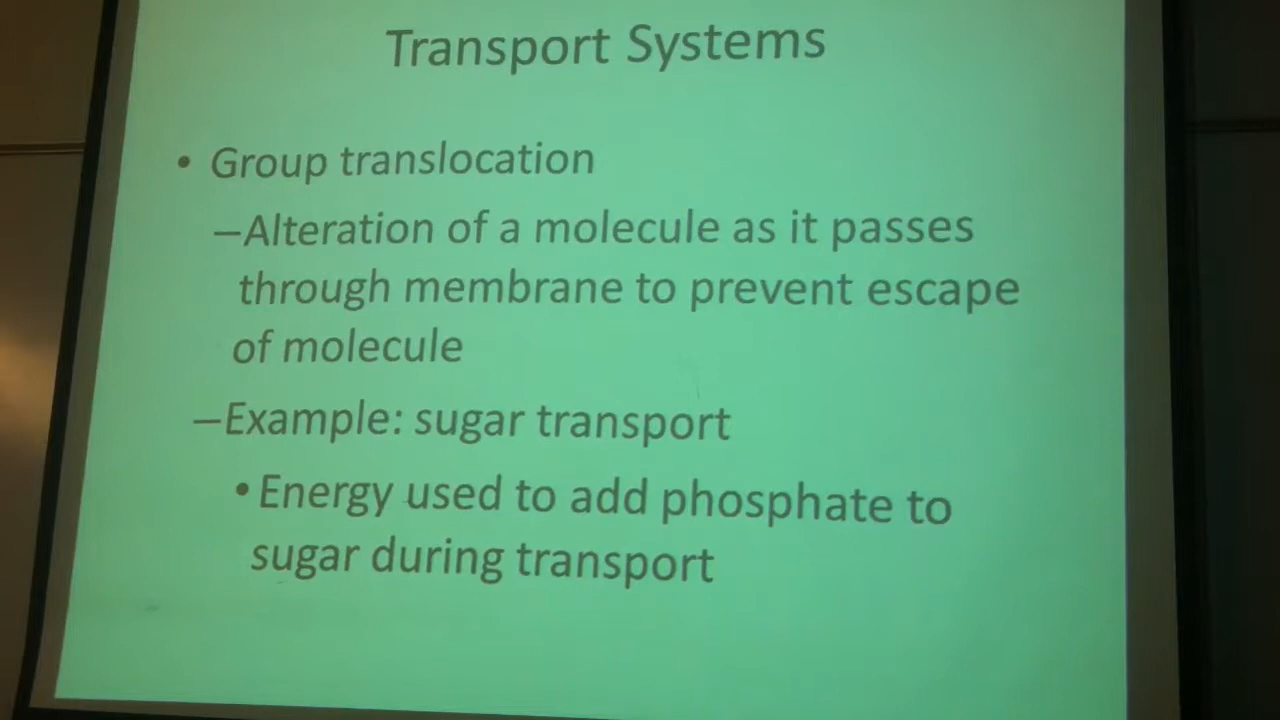 Transport Systems
• Group translocation
–Alteration of a molecule as it passes
through membrane to prevent escape
of molecule
–Example: sugar transport
• Energy used to add phosphate to
sugar during transport